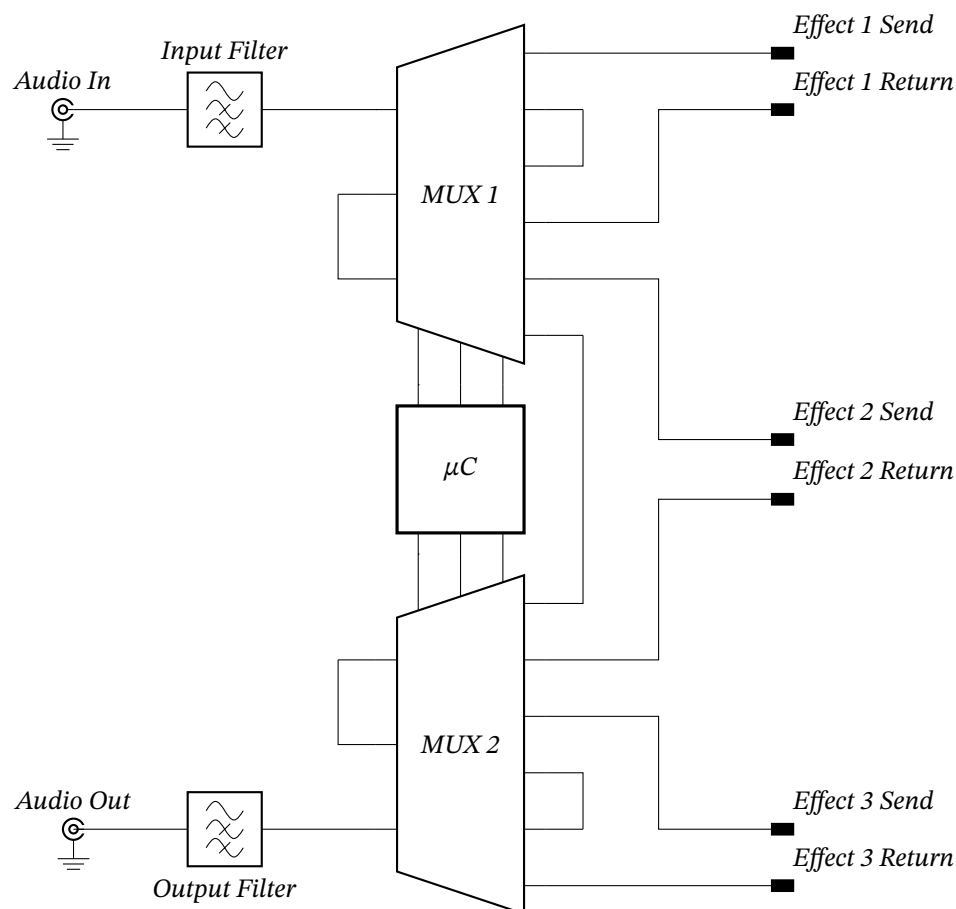 Effect 1 Send
Input Filter
Audio In
Effect 1 Return
MUX 1
Effect 2 Send
μC
Effect 2 Return
MUX 2
Audio Out
Effect 3 Send
Effect 3 Return
Output Filter